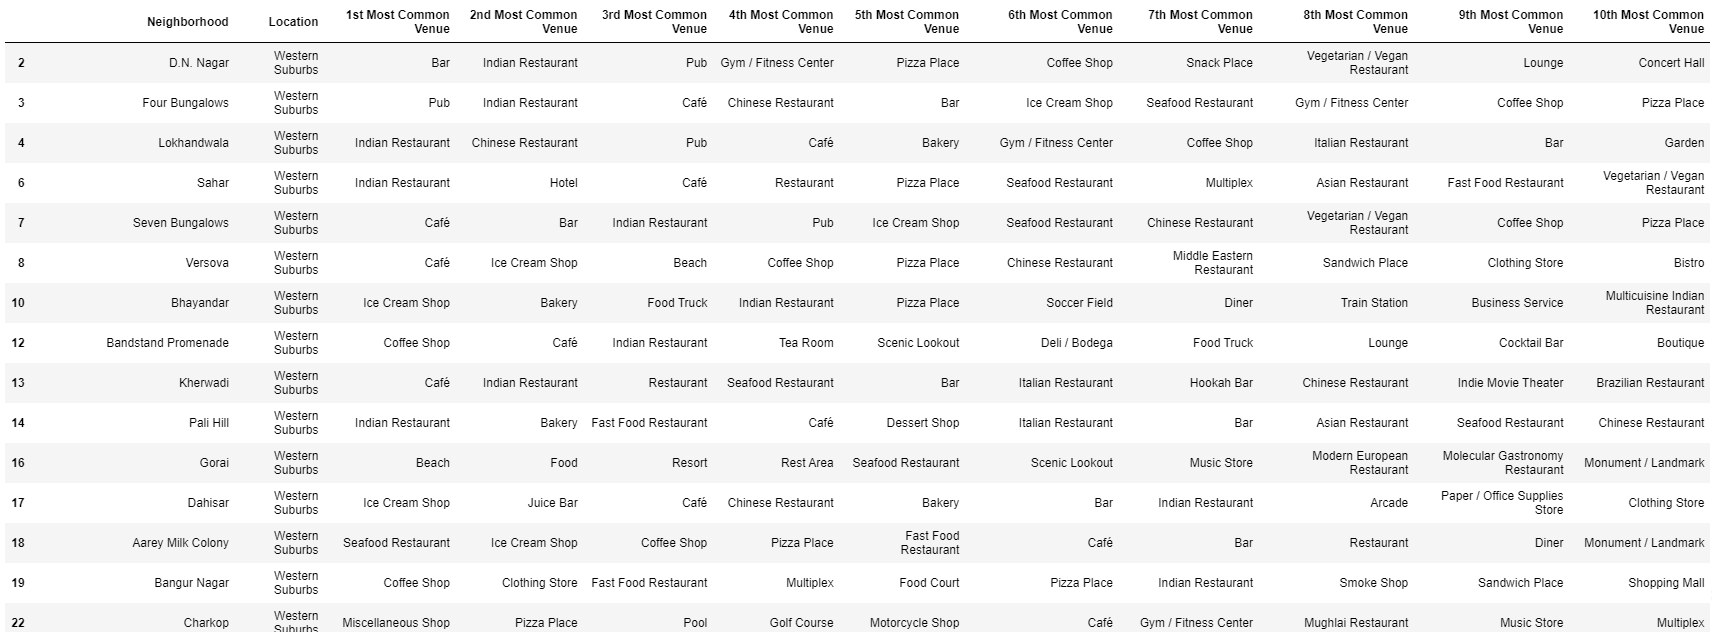 Neighborhood Location 1st Most Common Venue 2nd Most Common Venue 3rd Most Common Venue 4th Most Common Venue 5th Most Common Venue 6th Most Common Venue 7th Most Common Venue 8th Most Common Venue 9th Most Common Venue 10th Most Common Venue
2 D.N. Nagar Western Suburbs Bar Indian Restaurant Pub Gym / Fitness Center Pizza Place Coffee Shop Snack Place Vegetarian / Vegan Restaurant Lounge Concert Hall
3 Four Bungalows Western Suburbs Pub Indian Restaurant Café Chinese Restaurant Bar Ice Cream Shop Seafood Restaurant Gym / Fitness Center Coffee Shop Pizza Place
4 Lokhandwala Western Suburbs Indian Restaurant Chinese Restaurant Pub Café Bakery Gym / Fitness Center Coffee Shop Italian Restaurant Bar Garden
6 Sahar Western Suburbs Indian Restaurant Hotel Café Restaurant Pizza Place Seafood Restaurant Multiplex Asian Restaurant Fast Food Restaurant Vegetarian / Vegan Restaurant
7 Seven Bungalows Western Suburbs Café Bar Indian Restaurant Pub Ice Cream Shop Seafood Restaurant Chinese Restaurant Vegetarian / Vegan Restaurant Coffee Shop Pizza Place
8 Versova Western Suburbs Café Ice Cream Shop Beach Coffee Shop Pizza Place Chinese Restaurant Middle Eastern Restaurant Sandwich Place Clothing Store Bistro
10 Bhayandar Western Suburbs Ice Cream Shop Bakery Food Truck Indian Restaurant Pizza Place Soccer Field Diner Train Station Business Service Multicuisine Indian Restaurant
12 Bandstand Promenade Western Suburbs Coffee Shop Café Indian Restaurant Tea Room Scenic Lookout Deli / Bodega Food Truck Lounge Cocktail Bar Boutique
13 Kherwadi Western Suburbs Café Indian Restaurant Restaurant Seafood Restaurant Bar Italian Restaurant Hookah Bar Chinese Restaurant Indie Movie Theater Brazilian Restaurant
14 Pali Hill Western Suburbs Indian Restaurant Bakery Fast Food Restaurant Café Dessert Shop Italian Restaurant Bar Asian Restaurant Seafood Restaurant Chinese Restaurant
16 Gorai Western Suburbs Beach Food Resort Rest Area Seafood Restaurant Scenic Lookout Music Store Modern European Restaurant Molecular Gastronomy Restaurant Monument / Landmark
17 Dahisar Western Suburbs Ice Cream Shop Juice Bar Café Chinese Restaurant Bakery Bar Indian Restaurant Arcade Paper / Office Supplies Store Clothing Store
18 Aarey Milk Colony Western Suburbs Seafood Restaurant Ice Cream Shop Coffee Shop Pizza Place Fast Food Restaurant Café Bar Restaurant Diner Monument / Landmark
19 Bangur Nagar Western Suburbs Coffee Shop Clothing Store Fast Food Restaurant Multiplex Food Court Pizza Place Indian Restaurant Smoke Shop Sandwich Place Shopping Mall
22 Charkop Western Suburbs Miscellaneous Shop Pizza Place Pool Golf Course Motorcycle Shop Café Gym / Fitness Center Mughlai Restaurant Music Store Multiplex